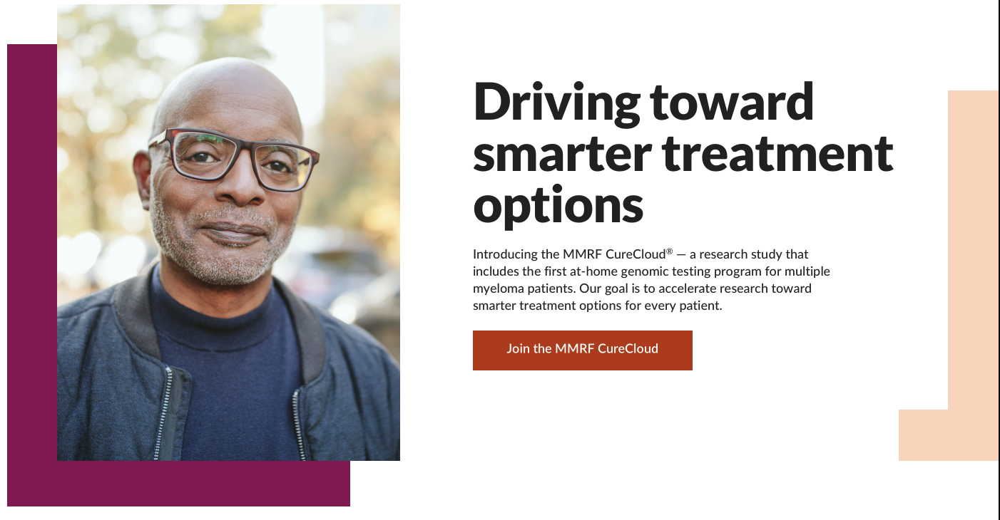 Driving toward
smarter treatment
options
Introducing the MMRF CureCloud® — a research study that
includes the first at-home genomic testing program for multiple
myeloma patients. Our goal is to accelerate research toward
smarter treatment options for every patient.
Join the MMRF CureCloud